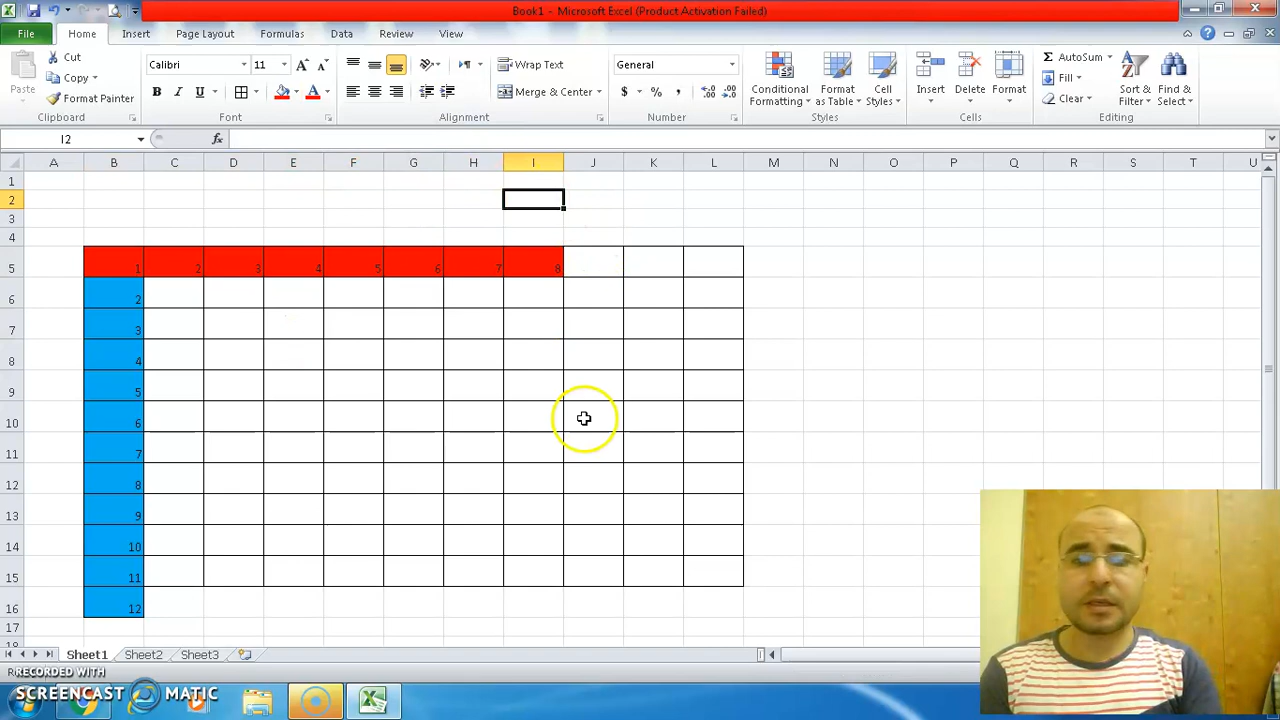 Book1 - Microsoft Excel (Product Activation Failed)
File Home Insert Page Layout Formulas Data Review View
Paste
Cut
Copy
Format Painter
Calibri 11
B I U
Wrap Text
Merge & Center
General
$ % ,
Conditional Formatting
Format as Table
Cell Styles
Insert
Delete
Format
AutoSum
Fill
Clear
Sort & Filter
Find & Select
Clipboard Font Alignment Number Styles Cells Editing
I2 fx
A B C D E F G H I J K L M N O P Q R S T U
1
2
3
4
5 1 2 3 4 5 6 7 8
6 2
7 3
8 4
9 5
10 6
11 7
12 8
13 9
14 10
15 11
16 12
17
18
Sheet1 Sheet2 Sheet3
RECORDED WITH
SCREENCAST MATIC